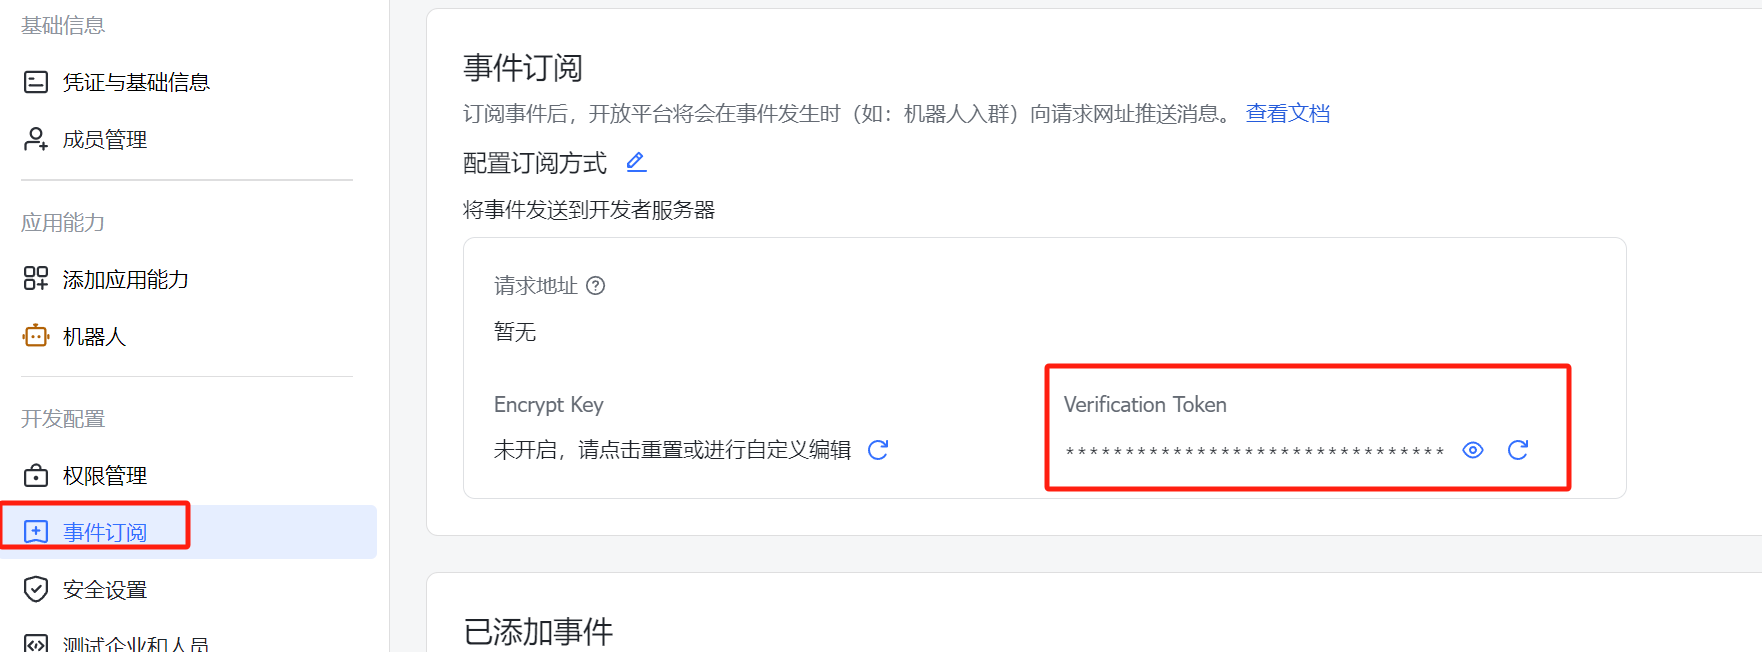 基础信息
凭证与基础信息
成员管理
应用能力
添加应用能力
机器人
开发配置
权限管理
事件订阅
安全设置
测试企业和人员
事件订阅
订阅事件后，开放平台将会在事件发生时（如：机器人入群）向请求网址推送消息。 查看文档
配置订阅方式
将事件发送到开发者服务器
请求地址
暂无
Encrypt Key
未开启，请点击重置或进行自定义编辑
Verification Token
********************************
已添加事件